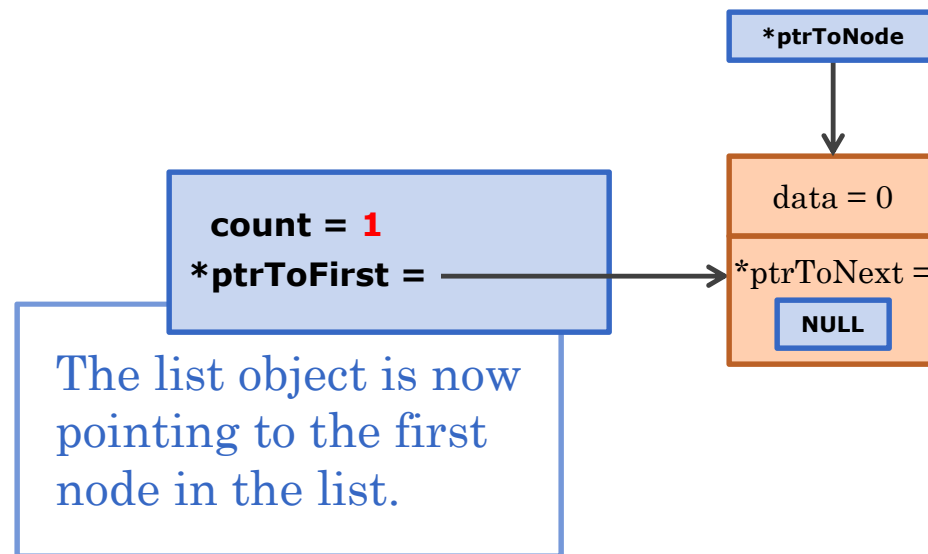 *ptrToNode
data = 0
count = 1
*ptrToFirst =
*ptrToNext =
NULL
The list object is now
pointing to the first
node in the list.